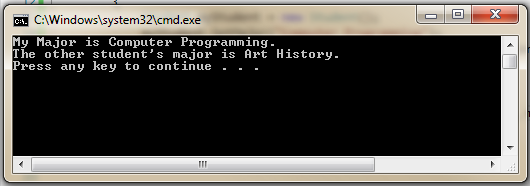 C:\Windows\system32\cmd.exe
My Major is Computer Programming.
The other student's major is Art History.
Press any key to continue . . .